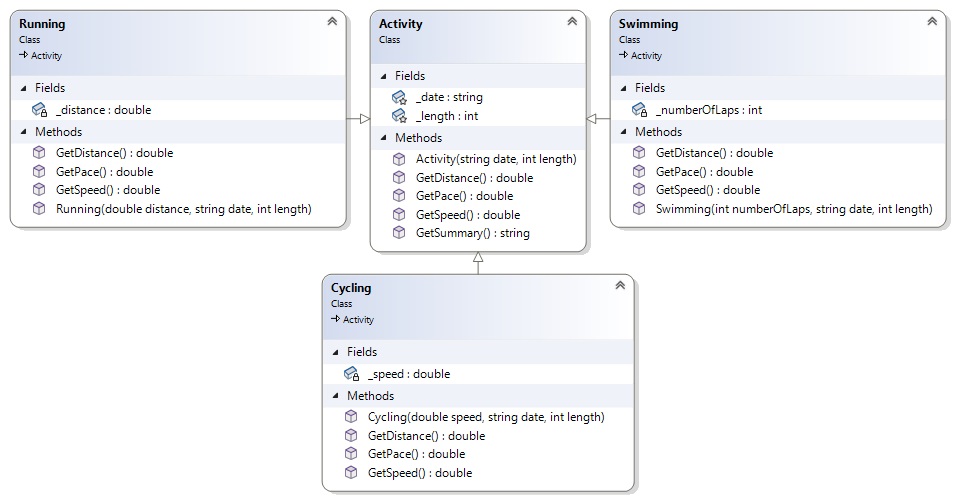 Running
Class
Activity
Fields
_distance : double
Methods
GetDistance() : double
GetPace() : double
GetSpeed() : double
Running(double distance, string date, int length)
Activity
Class
Fields
_date : string
_length : int
Methods
Activity(string date, int length)
GetDistance() : double
GetPace() : double
GetSpeed() : double
GetSummary() : string
Swimming
Class
Activity
Fields
_numberOfLaps : int
Methods
GetDistance() : double
GetPace() : double
GetSpeed() : double
Swimming(int numberOfLaps, string date, int length)
Cycling
Class
Activity
Fields
_speed : double
Methods
Cycling(double speed, string date, int length)
GetDistance() : double
GetPace() : double
GetSpeed() : double